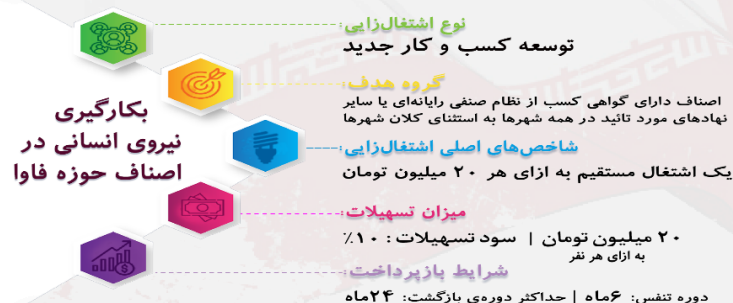 بکارگیری
نیروی انسانی در
اصناف حوزه فاوا
نوع اشتغال‌زایی:
توسعه کسب و کار جدید
گروه هدف:
اصناف دارای گواهی کسب از نظام صنفی رایانه‌ای یا سایر
نهادهای مورد تائید در همه شهرها به استثنای کلان شهرها
شاخص‌های اصلی اشتغال‌زایی:
یک اشتغال مستقیم به ازای هر ۲۰ میلیون تومان
میزان تسهیلات:
۲۰ میلیون تومان | سود تسهیلات : ۱۰٪
به ازای هر نفر
شرایط بازپرداخت:
دوره تنفس: ۶ماه | حداکثر دوره‌ی بازگشت: ۲۴ماه